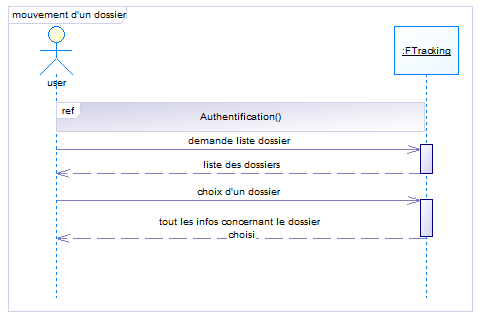 mouvement d'un dossier
:FTracking
user
ref
Authentification()
demande liste dossier
liste des dossiers
choix d'un dossier
tout les infos concernant le dossier
choisi